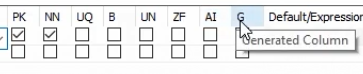 PK NN UQ B UN ZF AI G Default/Expression
Generated Column